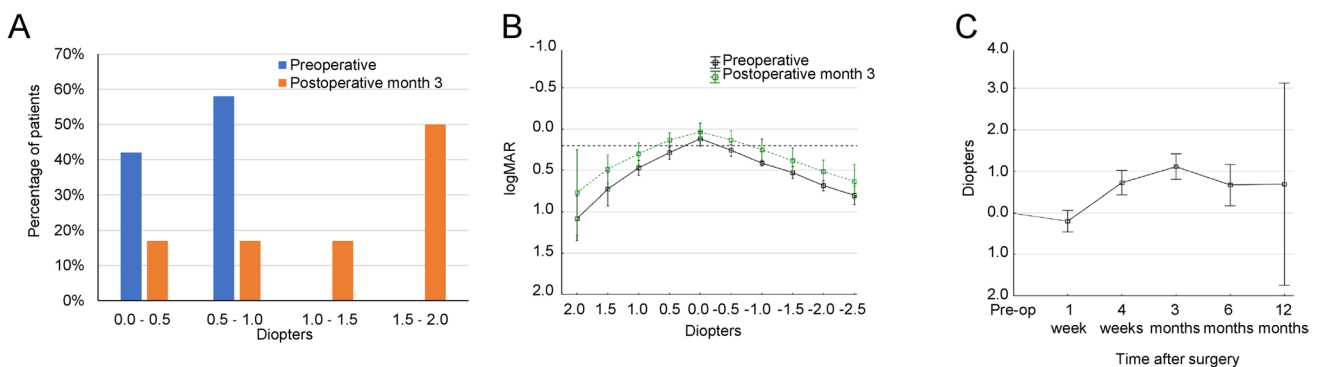 A
70%
60%
50%
40%
30%
20%
10%
0%
Percentage of patients
Preoperative
Postoperative month 3
0.0 - 0.5
0.5 - 1.0
1.0 - 1.5
1.5 - 2.0
Diopters
B
-1.0
-0.5
0.0
0.5
1.0
1.5
2.0
logMAR
Preoperative
Postoperative month 3
2.0 1.5 1.0 0.5 0.0 -0.5 -1.0 -1.5 -2.0 -2.5
Diopters
C
4.0
3.0
2.0
1.0
0.0
1.0
2.0
Diopters
Pre-op
1 week
4 weeks
3 months
6 months
12 months
Time after surgery